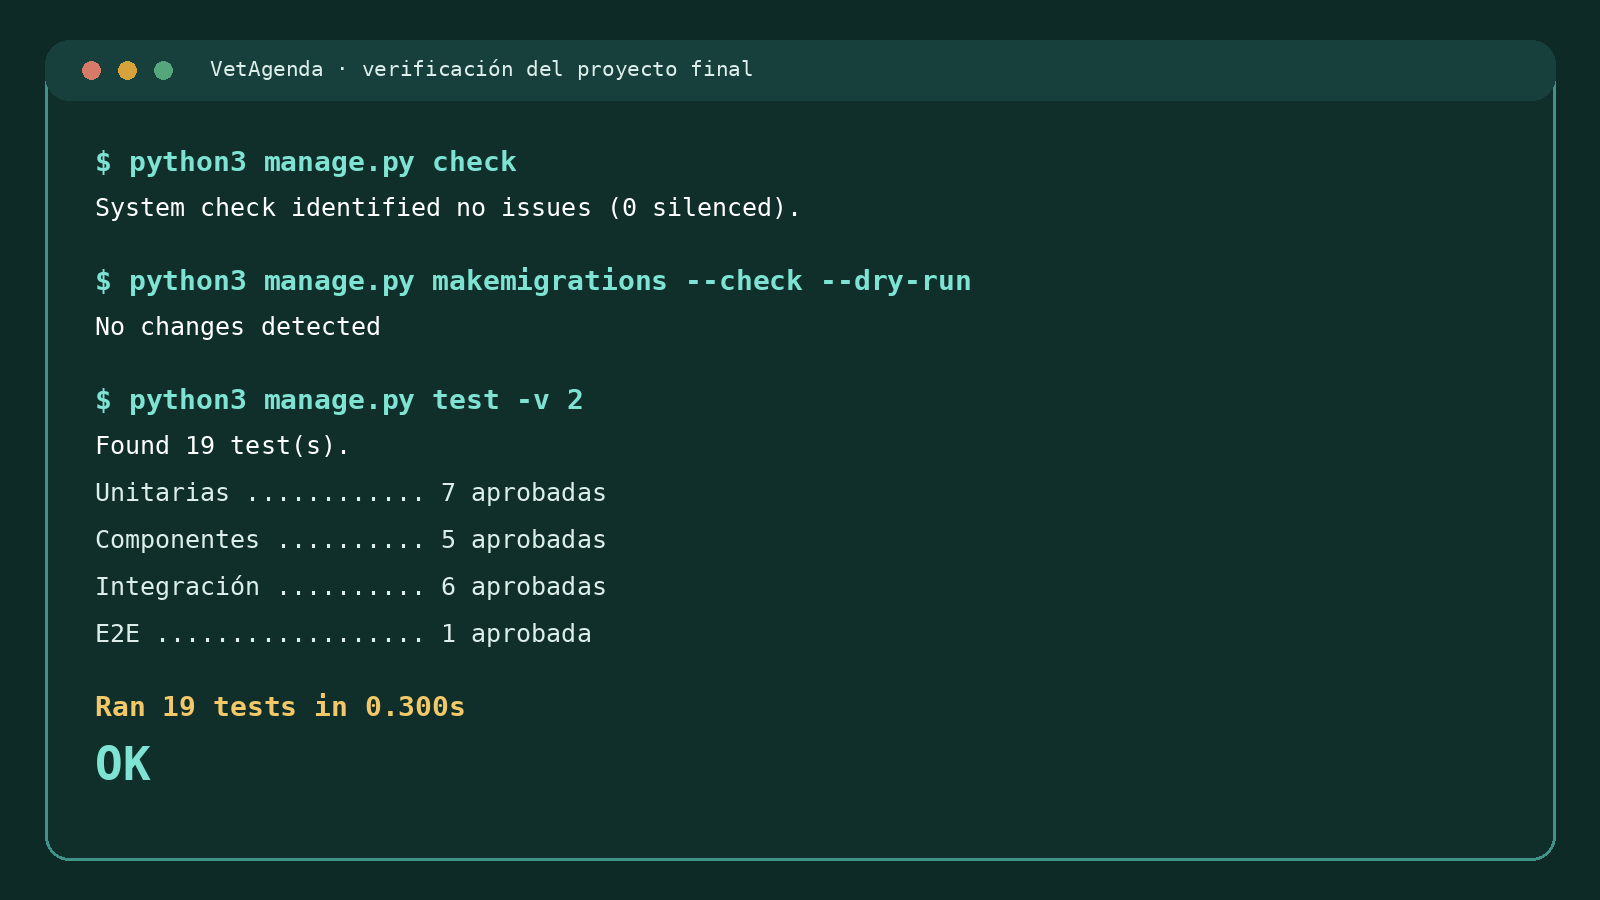 VetAgenda · verificación del proyecto final
$ python3 manage.py check
System check identified no issues (0 silenced).
$ python3 manage.py makemigrations --check --dry-run
No changes detected
$ python3 manage.py test -v 2
Found 19 test(s).
Unitarias ............ 7 aprobadas
Componentes .......... 5 aprobadas
Integración .......... 6 aprobadas
E2E .................. 1 aprobada
Ran 19 tests in 0.300s
OK